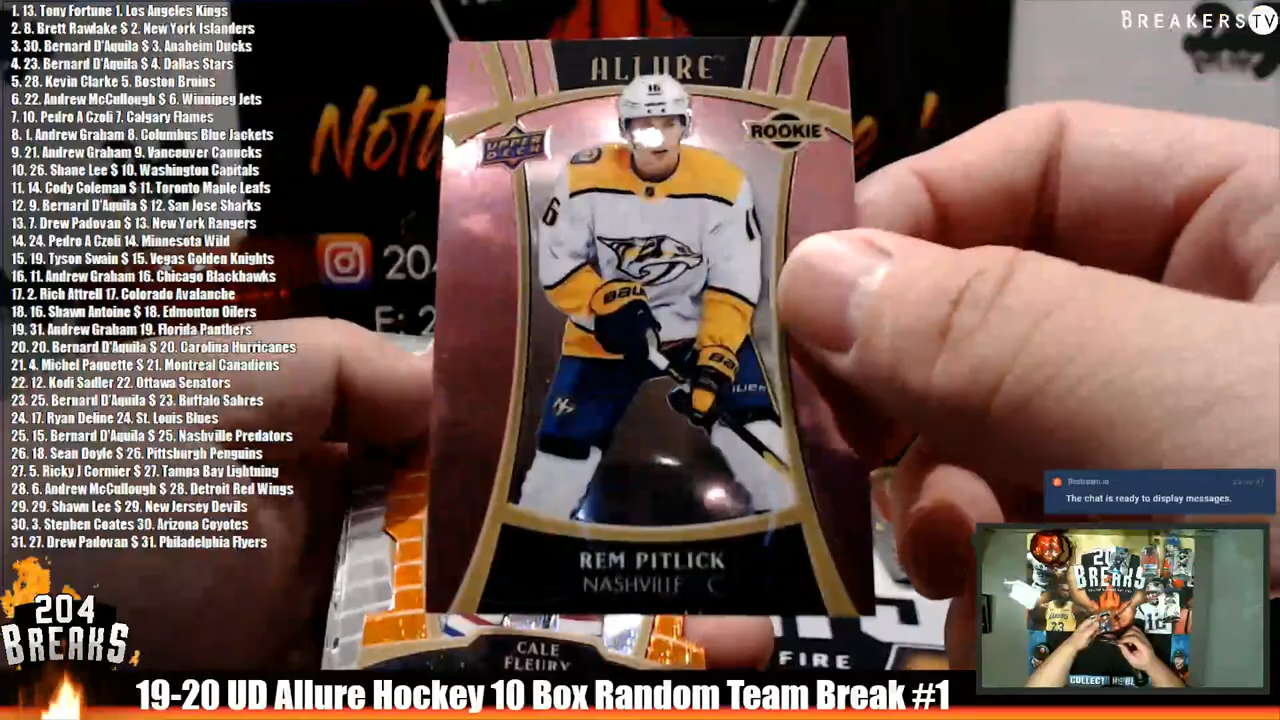 1. 13. Tony Fortune 1. Los Angeles Kings
2. 8. Brett Rawlake $ 2. New York Islanders
3. 30. Bernard D'Aquila $ 3. Anaheim Ducks
4. 23. Bernard D'Aquila $ 4. Dallas Stars
5. 28. Kevin Clarke 5. Boston Bruins
6. 22. Andrew McCullough $ 6. Winnipeg Jets
7. 10. Pedro A Czoli 7. Calgary Flames
8. 1. Andrew Graham 8. Columbus Blue Jackets
9. 21. Andrew Graham 9. Vancouver Canucks
10. 26. Shane Lee $ 10. Washington Capitals
11. 14. Cody Coleman $ 11. Toronto Maple Leafs
12. 9. Bernard D'Aquila $ 12. San Jose Sharks
13. 7. Drew Padovan $ 13. New York Rangers
14. 24. Pedro A Czoli 14. Minnesota Wild
15. 19. Tyson Swain $ 15. Vegas Golden Knights
16. 11. Andrew Graham 16. Chicago Blackhawks
17. 2. Rich Attrell 17. Colorado Avalanche
18. 16. Shawn Antoine $ 18. Edmonton Oilers
19. 31. Andrew Graham 19. Florida Panthers
20. 20. Bernard D'Aquila $ 20. Carolina Hurricanes
21. 4. Michel Paquette $ 21. Montreal Canadiens
22. 12. Kodi Sadler 22. Ottawa Senators
23. 25. Bernard D'Aquila $ 23. Buffalo Sabres
24. 17. Ryan Deline 24. St. Louis Blues
25. 15. Bernard D'Aquila $ 25. Nashville Predators
26. 18. Sean Doyle $ 26. Pittsburgh Penguins
27. 5. Ricky J Cormier $ 27. Tampa Bay Lightning
28. 6. Andrew McCullough $ 28. Detroit Red Wings
29. 29. Shawn Lee $ 29. New Jersey Devils
30. 3. Stephen Coates 30. Arizona Coyotes
31. 27. Drew Padovan $ 31. Philadelphia Flyers
BREAKERSTV
ALLURE
16
UPPER DECK
ROOKIE
6
BAUER
REM PITLICK
NASHVILLE C
CALE
FLEURY
FIRE
Restream.io
The chat is ready to display messages.
204
BREAKS
23
12
204
BREAKS
19-20 UD Allure Hockey 10 Box Random Team Break #1